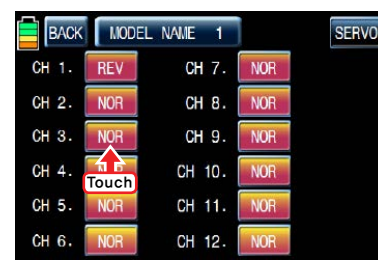 BACK MODEL NAME 1 SERVO
CH 1. REV CH 7. NOR
CH 2. NOR CH 8. NOR
CH 3. NOR CH 9. NOR
CH 4. CH 10. NOR
Touch
CH 5. NOR CH 11. NOR
CH 6. NOR CH 12. NOR